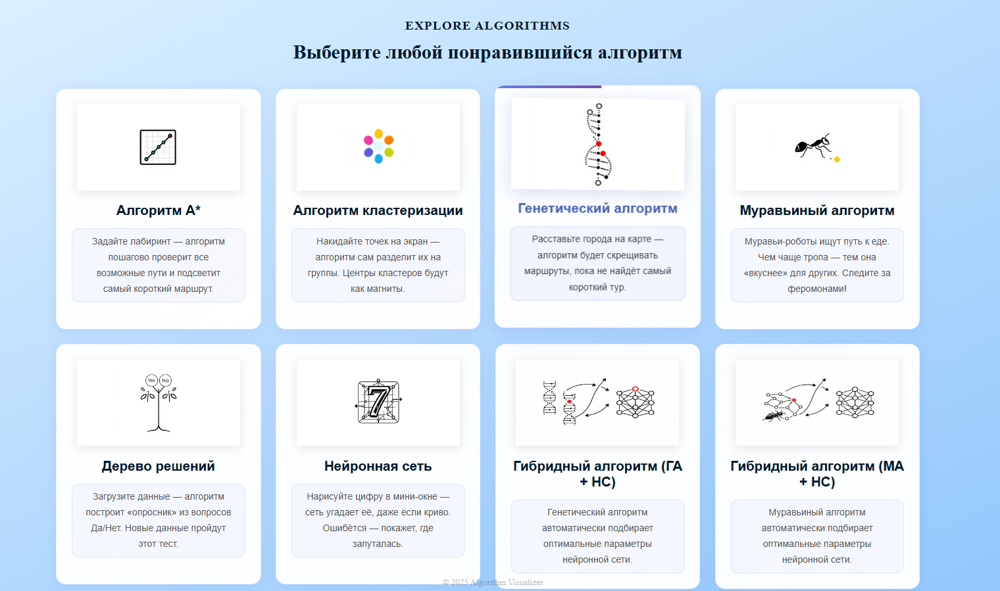 EXPLORE ALGORITHMS
Выберите любой понравившийся алгоритм
Алгоритм А*
Задайте лабиринт — алгоритм
пошагово проверит все
возможные пути и подсветит
самый короткий маршрут.
Алгоритм кластеризации
Накидайте точек на экран —
алгоритм сам разделит их на
группы. Центры кластеров будут
как магниты.
Генетический алгоритм
Расставьте города на карте —
алгоритм будет скрещивать
маршруты, пока не найдёт самый
короткий тур.
Муравьиный алгоритм
Муравьи-роботы ищут путь к еде.
Чем чаще тропа — тем она
«вкуснее» для других. Следите за
феромонами!
Yes No
Дерево решений
Загрузите данные — алгоритм
построит «опросник» из вопросов
Да/Нет. Новые данные пройдут
этот тест.
7
Нейронная сеть
Нарисуйте цифру в мини-окне —
сеть угадает её, даже если криво.
Ошибётся — покажет, где
запуталась.
Гибридный алгоритм (ГА
+ НС)
Генетический алгоритм
автоматически подбирает
оптимальные параметры
нейронной сети.
Гибридный алгоритм (МА
+ НС)
Муравьиный алгоритм
автоматически подбирает
оптимальные параметры
нейронной сети.
© 2025 Algorithm Visualizer